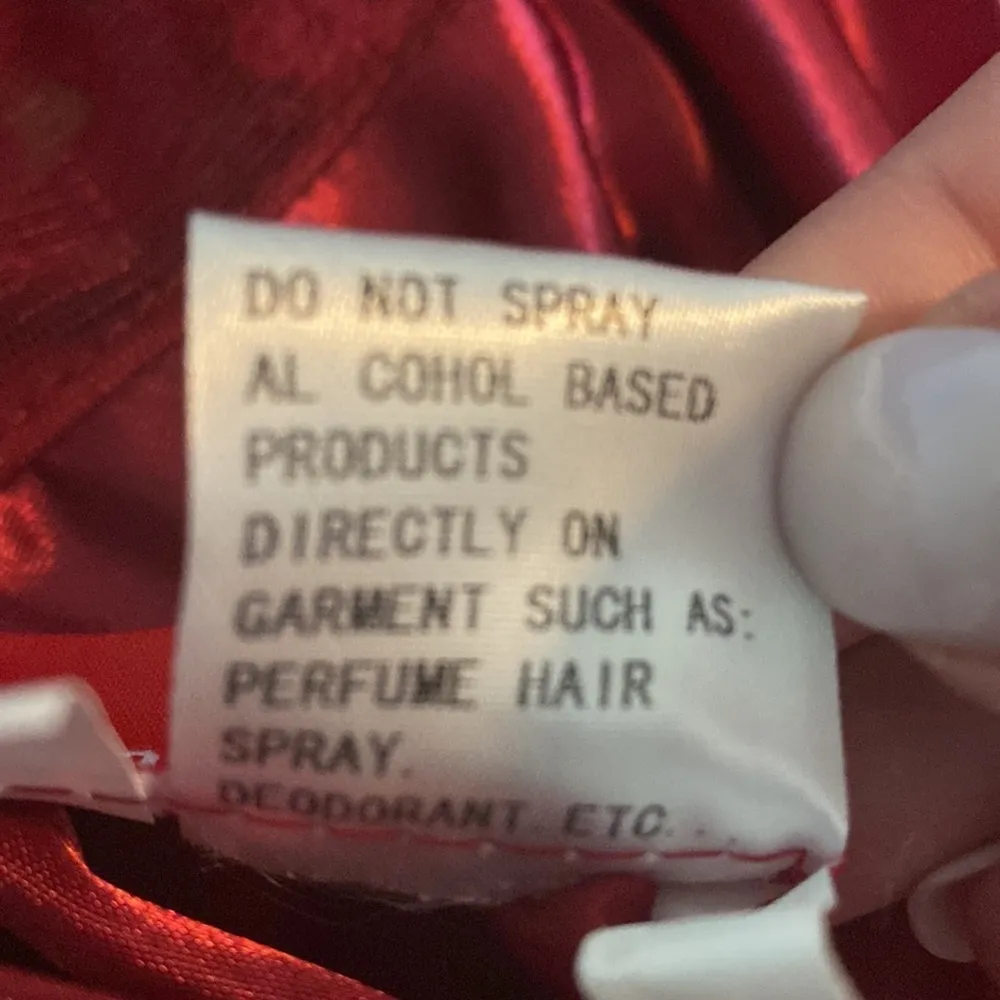 DO NOT SPRAY
AL COHOL BASED
PRODUCTS
DIRECTLY ON
GARMENT SUCH AS:
PERFUME HAIR
SPRAY.
DEODORANT ETC...